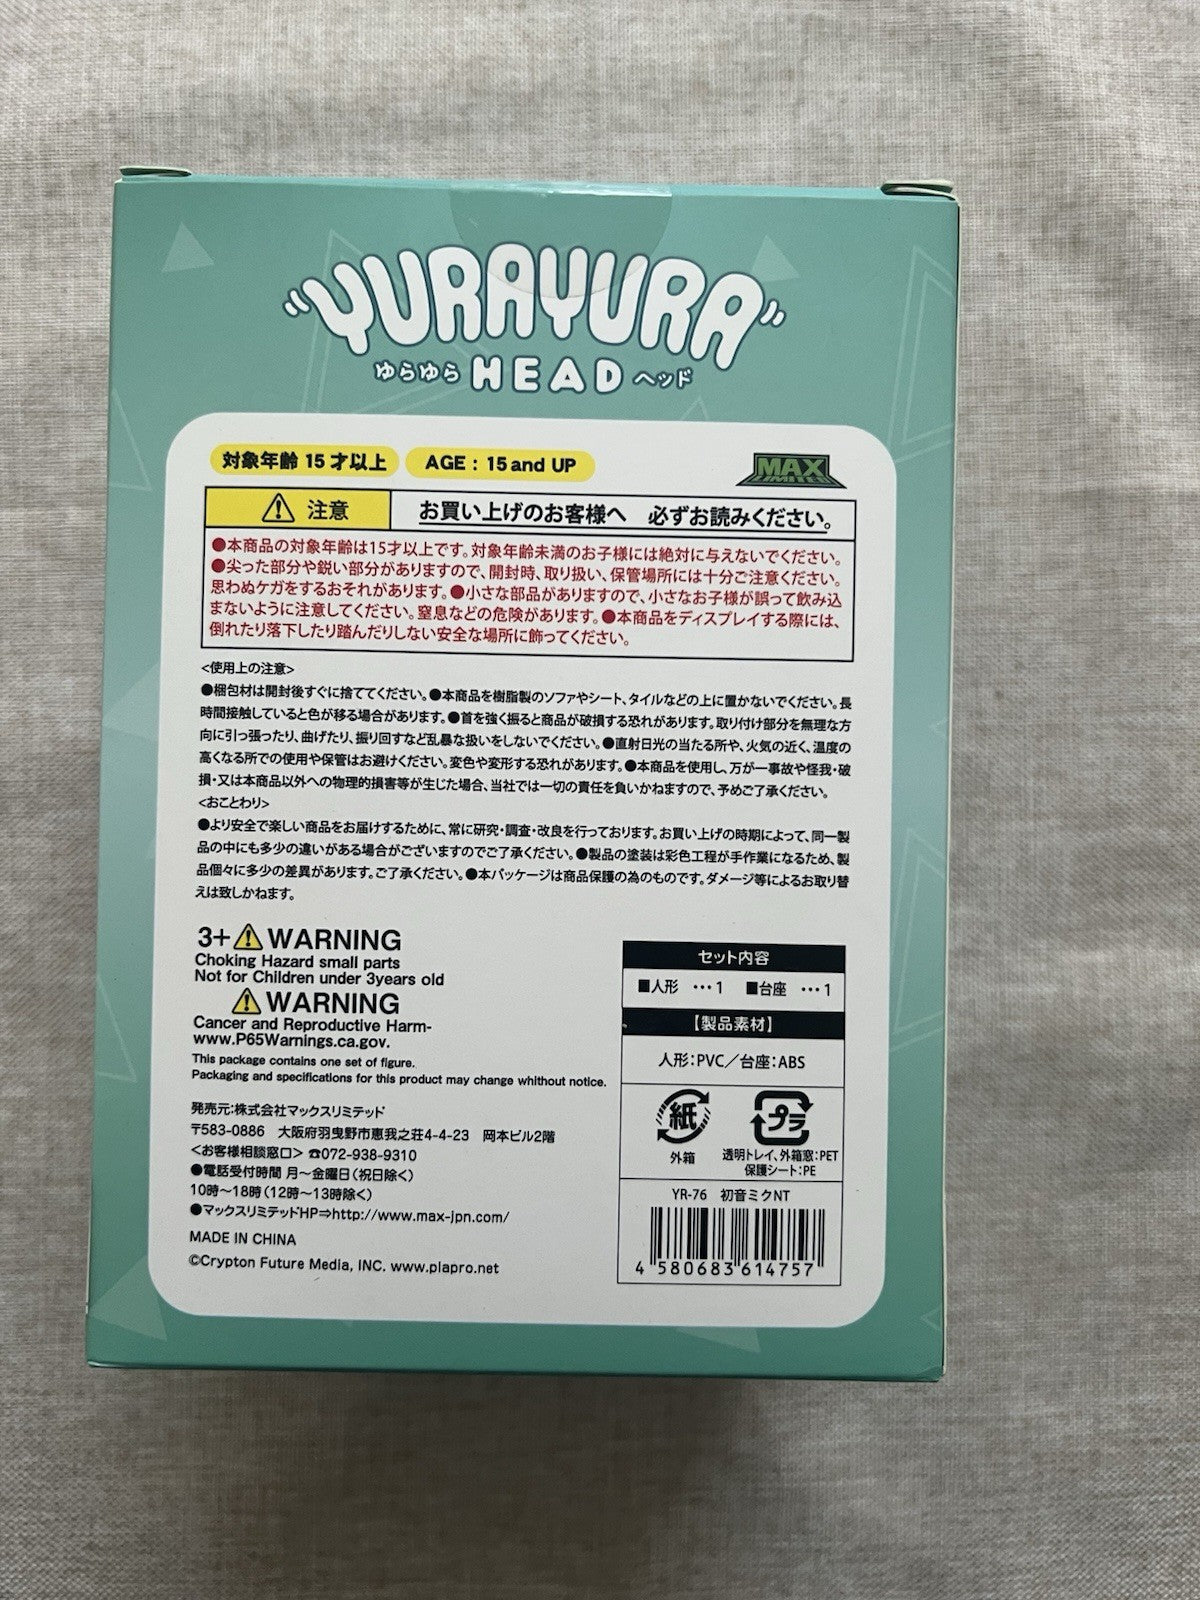 YURAYURA
ゆらゆら HEAD ヘッド
対象年齢 15才以上 AGE : 15 and UP
MAX
LIMITED
注意 お買い上げのお客様へ 必ずお読みください。
●本商品の対象年齢は15才以上です。対象年齢未満のお子様には絶対に与えないでください。
●尖った部分や鋭い部分がありますので、開封時、取り扱い、保管場所には十分ご注意ください。
思わぬケガをするおそれがあります。●小さな部品がありますので、小さなお子様が誤って飲み込
まないように注意してください。窒息などの危険があります。●本商品をディスプレイする際には、
倒れたり落下したり踏んだりしない安全な場所に飾ってください。
<使用上の注意>
●梱包材は開封後すぐに捨ててください。●本商品を樹脂製のソファやシート、タイルなどの上に置かないでください。長
時間接触していると色が移る場合があります。●首を強く振ると商品が破損する恐れがあります。取り付け部分を無理な方
向に引っ張ったり、曲げたり、振り回すなど乱暴な扱いをしないでください。●直射日光の当たる所や、火気の近く、温度の
高くなる所での使用や保管はお避けください。変色や変形する恐れがあります。●本商品を使用し、万が一事故や怪我・破
損・又は本商品以外への物理的損害等が生じた場合、当社では一切の責任を負いかねますので、予めご了承ください。
<おことわり>
●より安全で楽しい商品をお届けするために、常に研究・調査・改良を行っております。お買い上げの時期によって、同一製
品の中にも多少の違いがある場合がございますのでご了承ください。●製品の塗装は彩色工程が手作業になるため、製
品個々に多少の差異があります。ご了承ください。●本パッケージは商品保護の為のものです。ダメージ等によるお取り替
えは致しかねます。
3+ WARNING
Choking Hazard small parts
Not for Children under 3years old
WARNING
Cancer and Reproductive Harm-
www.P65Warnings.ca.gov.
This package contains one set of figure.
Packaging and specifications for this product may change whithout notice.
発売元:株式会社マックスリミテッド
〒583-0886 大阪府羽曳野市恵我之荘4-4-23 岡本ビル2階
<お客様相談窓口> ☎072-938-9310
●電話受付時間 月～金曜日(祝日除く)
10時～18時(12時～13時除く)
●マックスリミテッドHP⇒http://www.max-jpn.com/
MADE IN CHINA
©Crypton Future Media, INC. www.piapro.net
セット内容
■人形 ···1 ■台座 ···1
【製品素材】
人形:PVC／台座:ABS
紙 プラ
外箱 透明トレイ、外箱窓:PET
保護シート:PE
YR-76 初音ミクNT
4 580683 614757